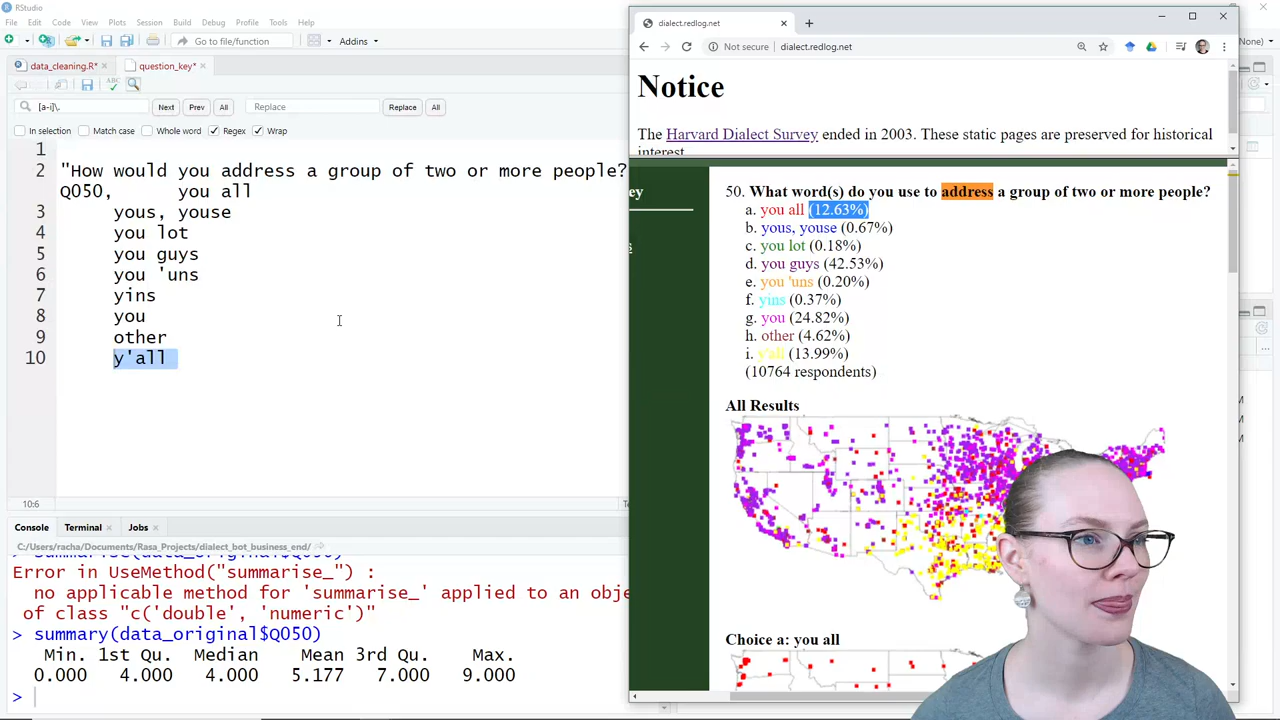 RStudio
File Edit Code View Plots Session Build Debug Profile Tools Help
Go to file/function
Addins
data_cleaning.R*
question_key*
ABC
[a-i]\.
Next
Prev
All
Replace
Replace
All
In selection
Match case
Whole word
Regex
Wrap
1
2 "How would you address a group of two or more people?
Q050, you all
3 yous, youse
4 you lot
5 you guys
6 you 'uns
7 yins
8 you
9 other
10 y'all
10:6
Console Terminal Jobs
C:/Users/racha/Documents/Rasa_Projects/dialect_bot_business_end/
Error in UseMethod("summarise_") :
no applicable method for 'summarise_' applied to an obje
of class "c('double', 'numeric')"
> summary(data_original$Q050)
Min. 1st Qu. Median Mean 3rd Qu. Max.
0.000 4.000 4.000 5.177 7.000 9.000
>
dialect.redlog.net
Not secure dialect.redlog.net
Notice
The Harvard Dialect Survey ended in 2003. These static pages are preserved for historical
interest.
ey
s
50. What word(s) do you use to address a group of two or more people?
a. you all (12.63%)
b. yous, youse (0.67%)
c. you lot (0.18%)
d. you guys (42.53%)
e. you 'uns (0.20%)
f. yins (0.37%)
g. you (24.82%)
h. other (4.62%)
i. y'all (13.99%)
(10764 respondents)
All Results
Choice a: you all
None)